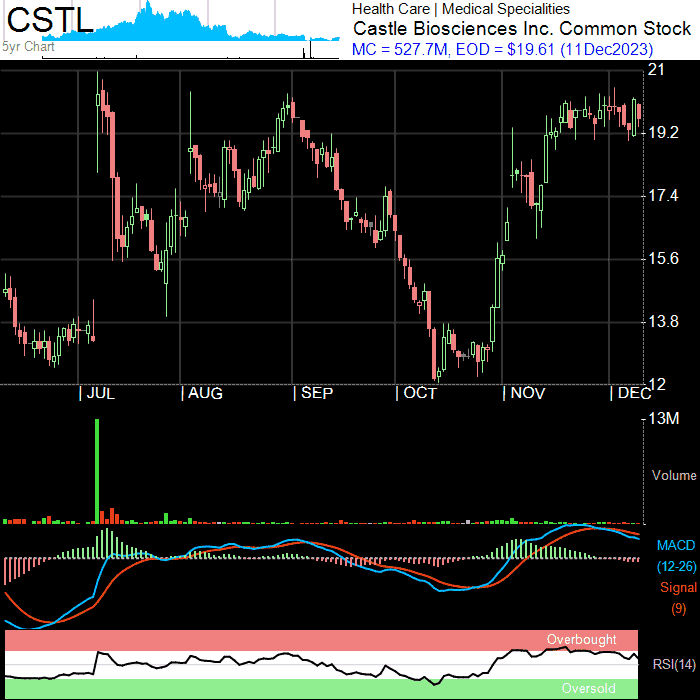 CSTL
5yr Chart
Health Care | Medical Specialities
Castle Biosciences Inc. Common Stock
MC = 527.7M, EOD = $19.61 (11Dec2023)
21
19.2
17.4
15.6
13.8
12
JUL AUG SEP OCT NOV DEC
13M
Volume
MACD
(12-26)
Signal
(9)
Overbought
RSI(14)
Oversold